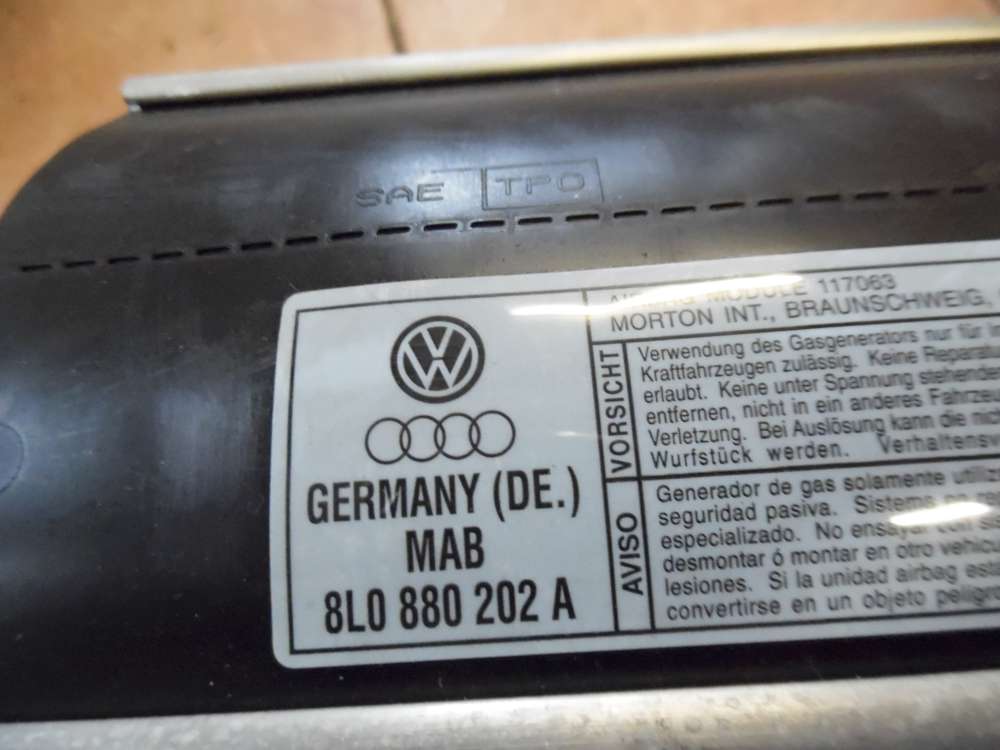 SAE TPO
VW
GERMANY (DE.)
MAB
8L0 880 202 A
AIRBAG MODULE 117063
MORTON INT., BRAUNSCHWEIG,
VORSICHT
Verwendung des Gasgenerators nur für
Kraftfahrzeugen zulässig. Keine
erlaubt. Keine unter Spannung
entfernen, nicht in ein anderes
Verletzung. Bei Auslösung kann die
Wurfstück werden.
AVISO
Generador de gas solamente
seguridad pasiva.
especializado. No
desmontar ó montar en otro
lesiones. Si la unidad airbag
convertirse en un objeto